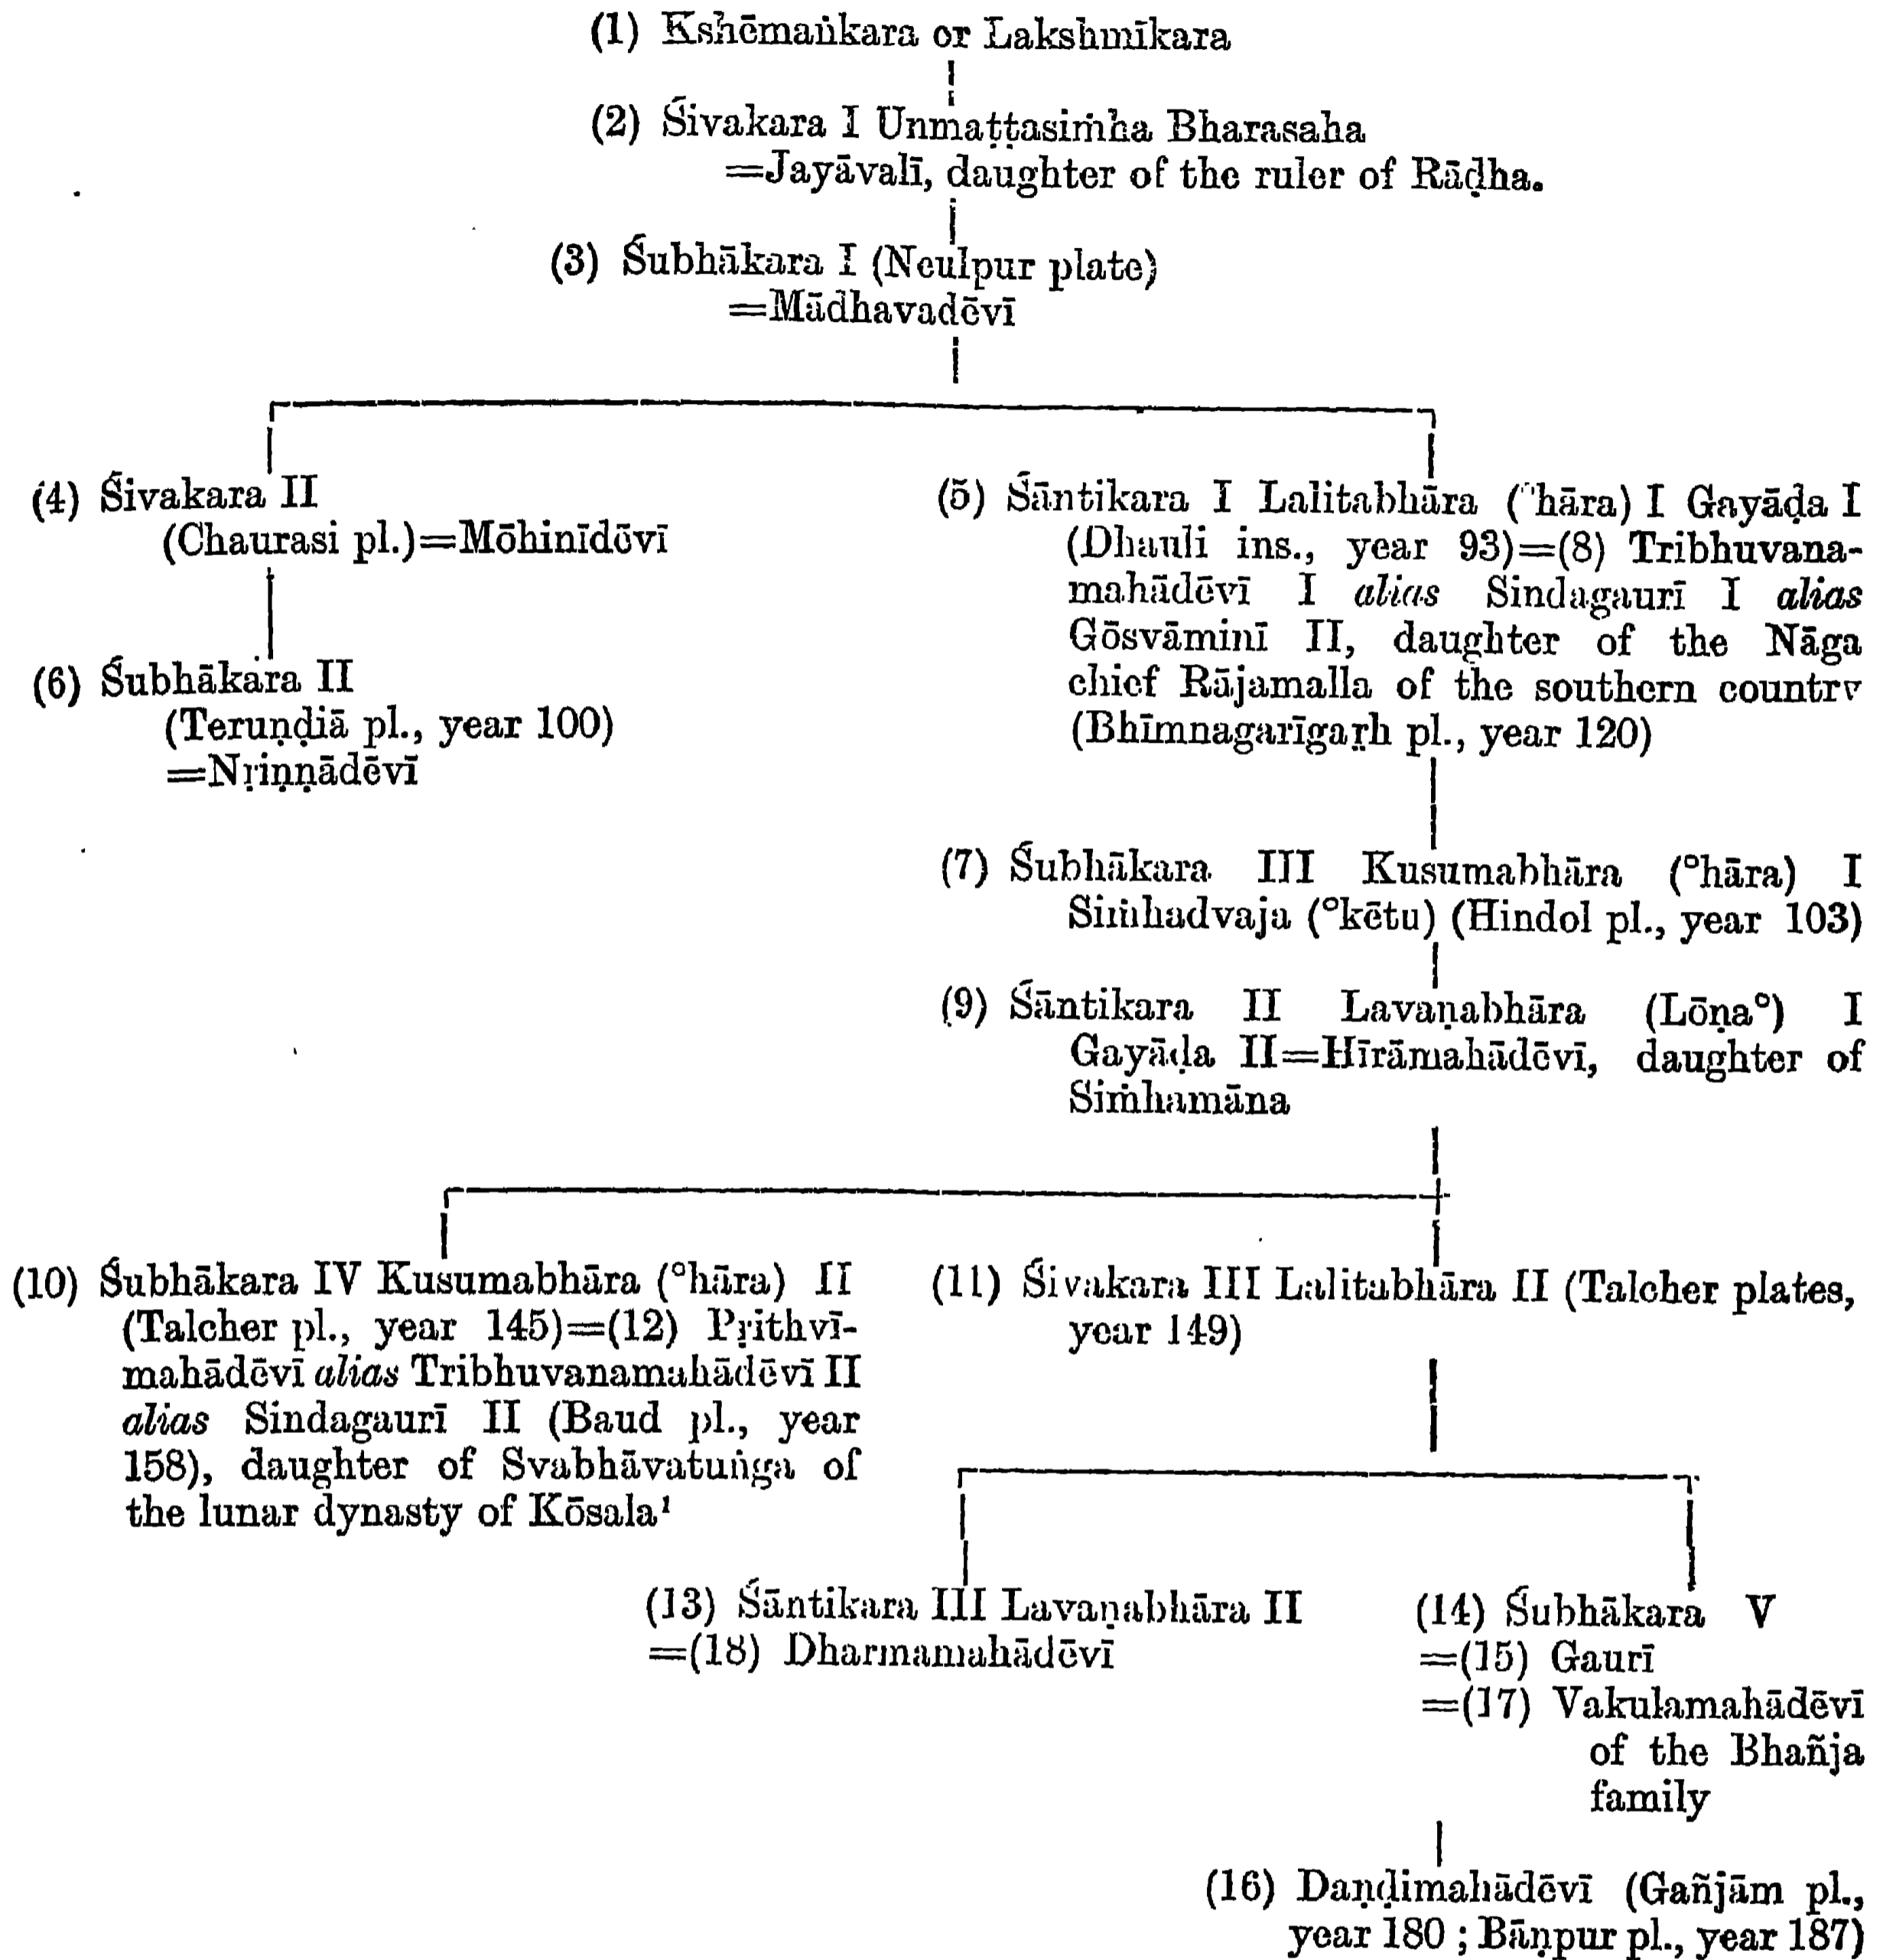 (1) Kshēmaṅkara or Lakshmīkara
(2) Śivakara I Unmaṭṭasiṁha Bharasaha
=Jayāvalī, daughter of the ruler of Rāḍha.
(3) Śubhākara I (Neulpur plate)
=Mādhavadēvī
(4) Śivakara II
(Chaurasi pl.)=Mōhinīdēvī
(6) Śubhākara II
(Teruṇḍiā pl., year 100)
=Nṛiṇṇādēvī
(5) Śāntikara I Lalitabhāra (°hāra) I Gayāḍa I
(Dhauli ins., year 93)=(8) Tribhuvana-
mahādēvī I alias Sindagaurī I alias
Gōsvāminī II, daughter of the Nāga
chief Rājamalla of the southern country
(Bhīmnagarīgaṛh pl., year 120)
(7) Śubhākara III Kusumabhāra (°hāra) I
Siṁhadvaja (°kētu) (Hindol pl., year 103)
(9) Śāntikara II Lavaṇabhāra (Lōṇa°) I
Gayāḍa II=Hīrāmahādēvī, daughter of
Siṁhamāna
(10) Śubhākara IV Kusumabhāra (°hāra) II
(Talcher pl., year 145)=(12) Pṛithvī-
mahādēvī alias Tribhuvanamahādēvī II
alias Sindagaurī II (Baud pl., year
158), daughter of Svabhāvatuṅga of
the lunar dynasty of Kōsala¹
(11) Śivakara III Lalitabhāra II (Talcher plates,
year 149)
(13) Śāntikara III Lavaṇabhāra II
=(18) Dharmamahādēvī
(14) Śubhākara V
=(15) Gaurī
=(17) Vakulamahādēvī
of the Bhañja
family
(16) Daṇḍimahādēvī (Gañjām pl.,
year 180 ; Bāṇpur pl., year 187)